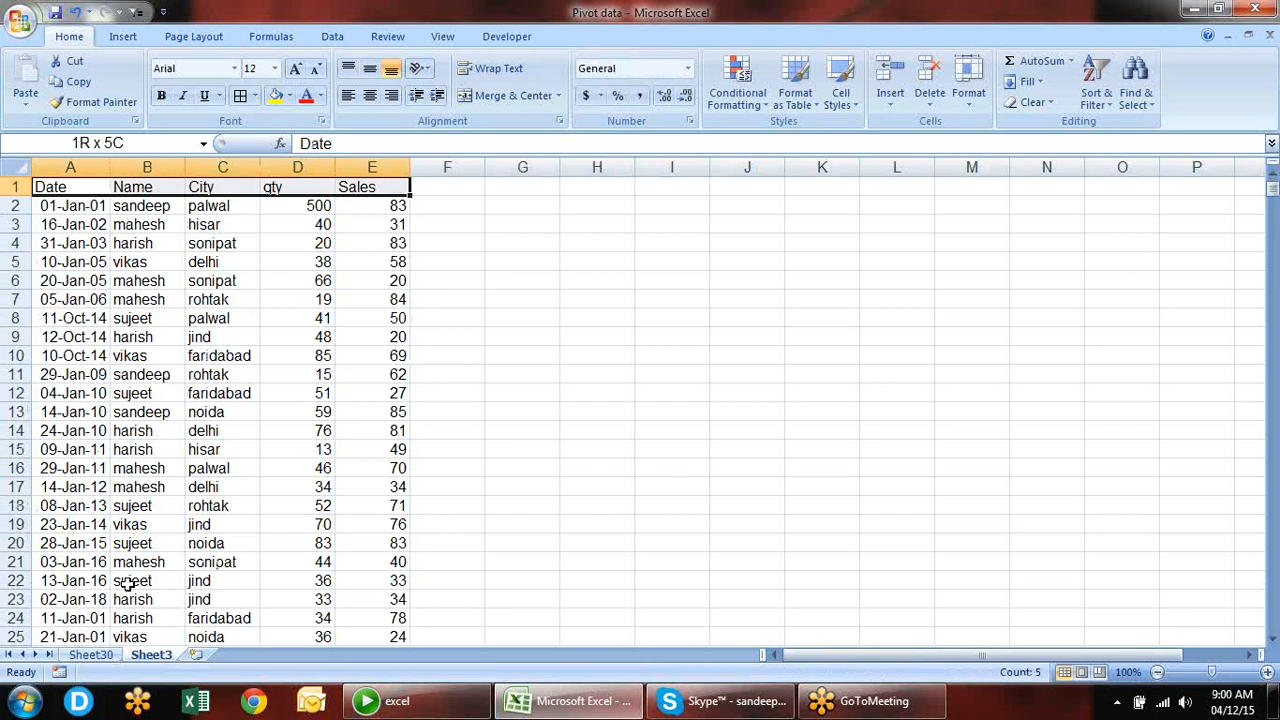 Pivot data - Microsoft Excel
Home Insert Page Layout Formulas Data Review View Developer
Cut
Copy
Format Painter
Paste
Clipboard
Arial 12
B I U A
Font
Wrap Text
Merge & Center
Alignment
General
$ % ,
Number
Conditional Formatting
Format as Table
Cell Styles
Styles
Insert Delete Format
Cells
AutoSum
Fill
Clear
Sort & Filter
Find & Select
Editing
1R x 5C fx Date
A B C D E F G H I J K L M N O P
1 Date Name City qty Sales
2 01-Jan-01 sandeep palwal 500 83
3 16-Jan-02 mahesh hisar 40 31
4 31-Jan-03 harish sonipat 20 83
5 10-Jan-05 vikas delhi 38 58
6 20-Jan-05 mahesh sonipat 66 20
7 05-Jan-06 mahesh rohtak 19 84
8 11-Oct-14 sujeet palwal 41 50
9 12-Oct-14 harish jind 48 20
10 10-Oct-14 vikas faridabad 85 69
11 29-Jan-09 sandeep rohtak 15 62
12 04-Jan-10 sujeet faridabad 51 27
13 14-Jan-10 sandeep noida 59 85
14 24-Jan-10 harish delhi 76 81
15 09-Jan-11 harish hisar 13 49
16 29-Jan-11 mahesh palwal 46 70
17 14-Jan-12 mahesh delhi 34 34
18 08-Jan-13 sujeet rohtak 52 71
19 23-Jan-14 vikas jind 70 76
20 28-Jan-15 sujeet noida 83 83
21 03-Jan-16 mahesh sonipat 44 40
22 13-Jan-16 sujeet jind 36 33
23 02-Jan-18 harish jind 33 34
24 11-Jan-01 harish faridabad 34 78
25 21-Jan-01 vikas noida 36 24
Sheet30 Sheet3
Ready Count: 5 100%
excel Microsoft Excel - ... Skype™ - sandeep... GoToMeeting
9:00 AM
04/12/15